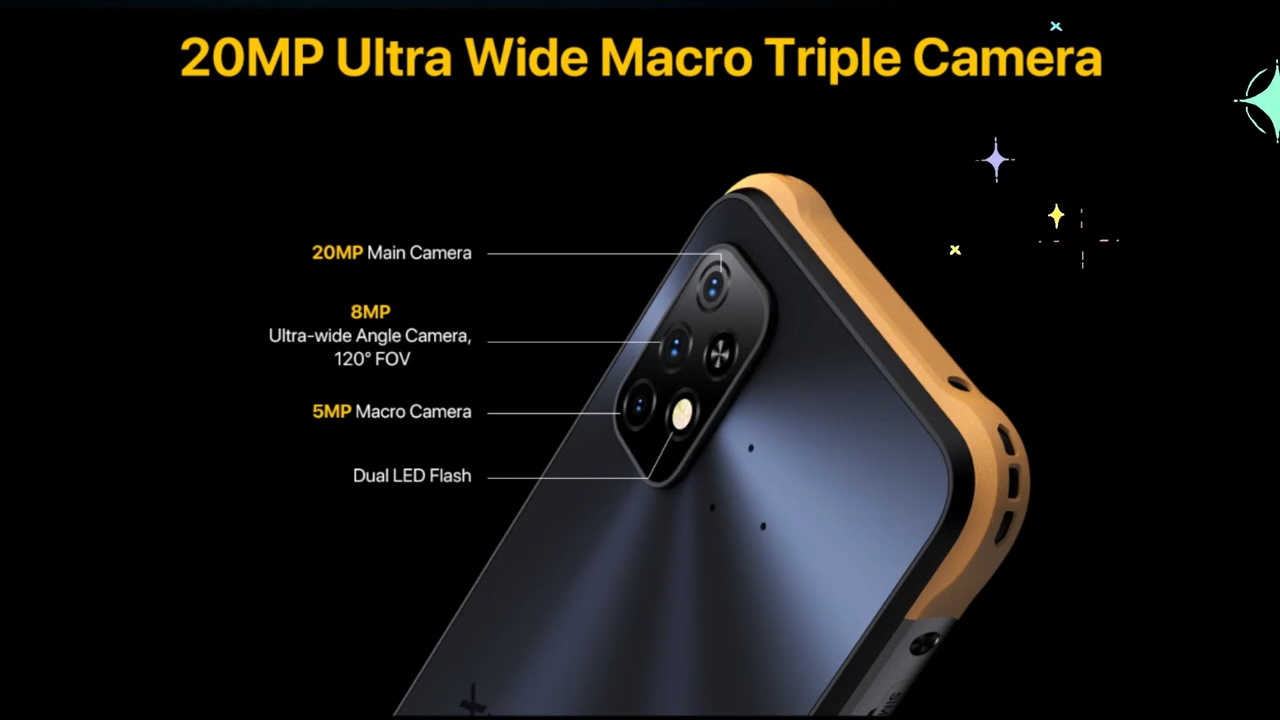 20MP Ultra Wide Macro Triple Camera
20MP Main Camera
8MP
Ultra-wide Angle Camera,
120° FOV
5MP Macro Camera
Dual LED Flash